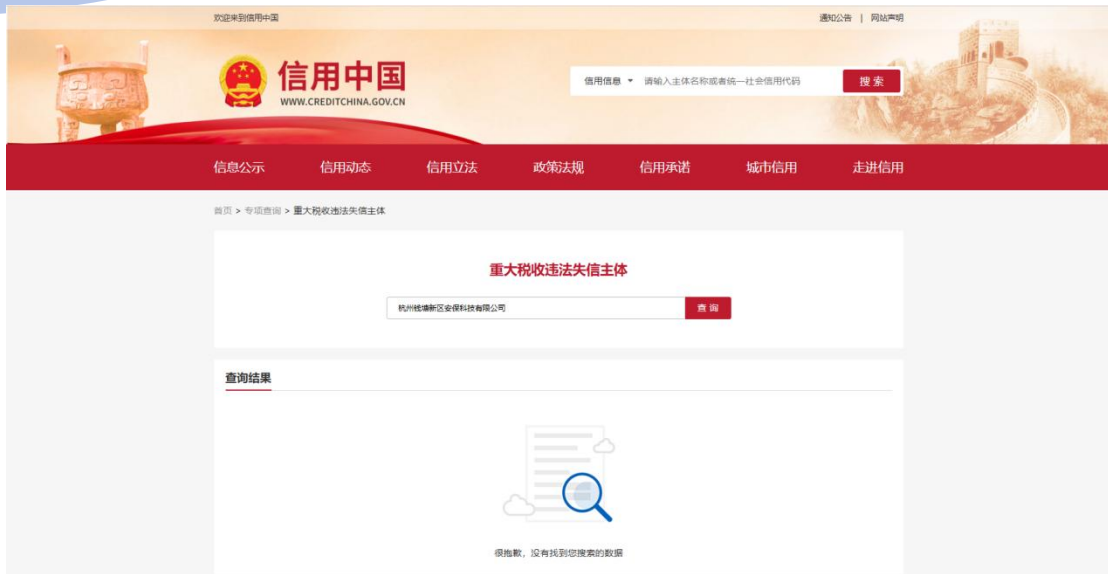 欢迎来到信用中国
通知公告 | 网站声明
信用中国
WWW.CREDITCHINA.GOV.CN
信用信息 请输入主体名称或者统一社会信用代码 搜索
信息公示 信用动态 信用立法 政策法规 信用承诺 城市信用 走进信用
首页 > 专项查询 > 重大税收违法失信主体
重大税收违法失信主体
杭州钱塘新区安保科技有限公司 查询
查询结果
很抱歉，没有找到您搜索的数据